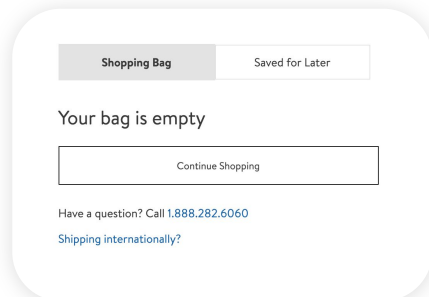 Shopping Bag
Saved for Later
Your bag is empty
Continue Shopping
Have a question? Call 1.888.282.6060
Shipping internationally?